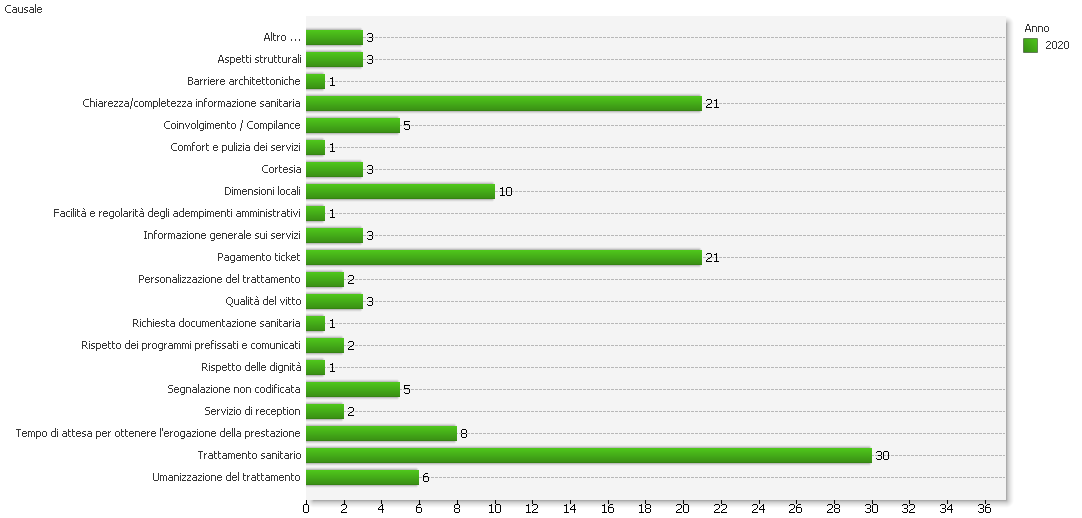 Causale
Anno
2020
Altro ... 3
Aspetti strutturali 3
Barriere architettoniche 1
Chiarezza/completezza informazione sanitaria 21
Coinvolgimento / Compilance 5
Comfort e pulizia dei servizi 1
Cortesia 3
Dimensioni locali 10
Facilità e regolarità degli adempimenti amministrativi 1
Informazione generale sui servizi 3
Pagamento ticket 21
Personalizzazione del trattamento 2
Qualità del vitto 3
Richiesta documentazione sanitaria 1
Rispetto dei programmi prefissati e comunicati 2
Rispetto delle dignità 1
Segnalazione non codificata 5
Servizio di reception 2
Tempo di attesa per ottenere l'erogazione della prestazione 8
Trattamento sanitario 30
Umanizzazione del trattamento 6
0 2 4 6 8 10 12 14 16 18 20 22 24 26 28 30 32 34 36